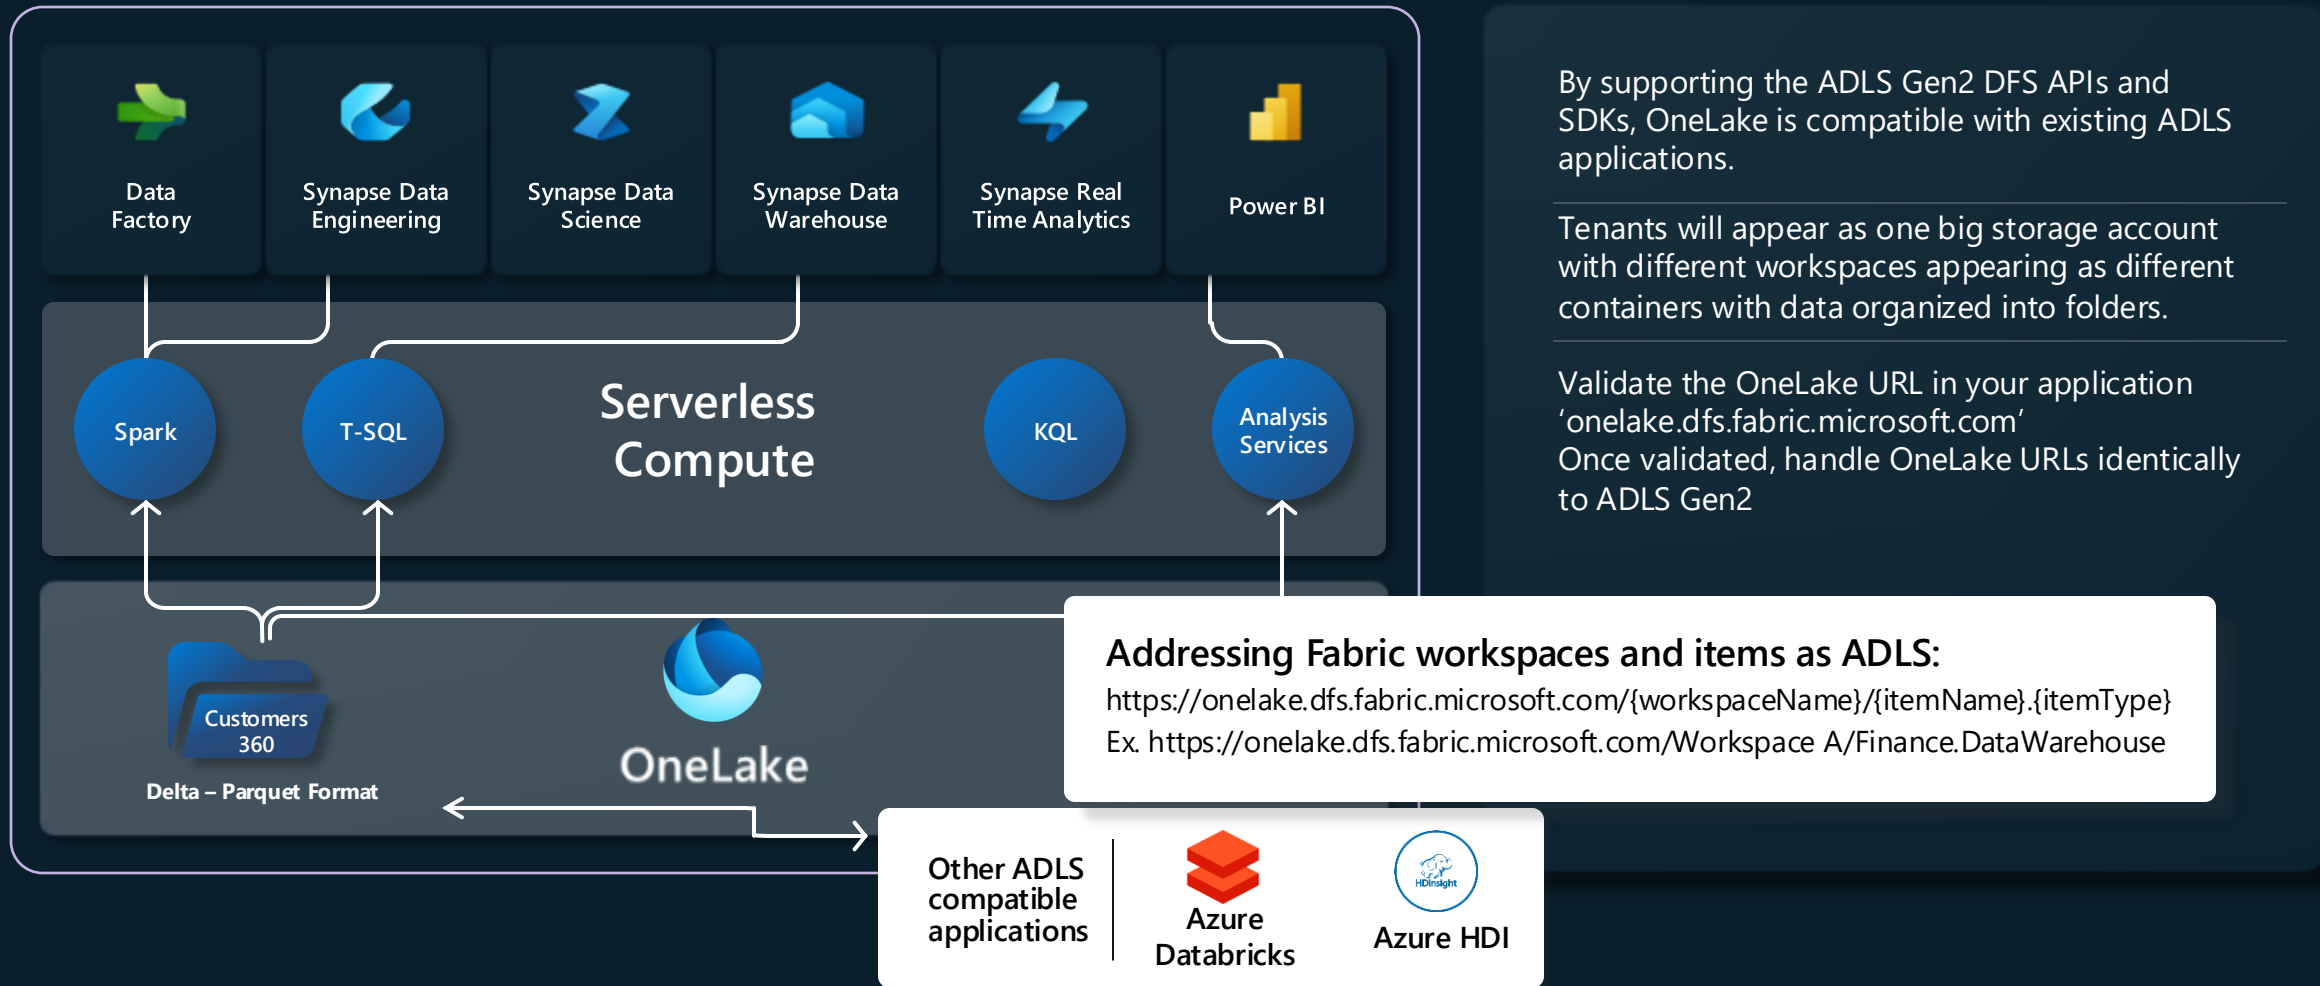 Data
Factory
Synapse Data
Engineering
Synapse Data
Science
Synapse Data
Warehouse
Synapse Real
Time Analytics
Power BI
Spark
T-SQL
Serverless
Compute
KQL
Analysis
Services
Customers
360
Delta – Parquet Format
OneLake
By supporting the ADLS Gen2 DFS APIs and
SDKs, OneLake is compatible with existing ADLS
applications.
Tenants will appear as one big storage account
with different workspaces appearing as different
containers with data organized into folders.
Validate the OneLake URL in your application
‘onelake.dfs.fabric.microsoft.com’
Once validated, handle OneLake URLs identically
to ADLS Gen2
Addressing Fabric workspaces and items as ADLS:
https://onelake.dfs.fabric.microsoft.com/{workspaceName}/{itemName}.{itemType}
Ex. https://onelake.dfs.fabric.microsoft.com/Workspace A/Finance.DataWarehouse
Other ADLS
compatible
applications
Azure
Databricks
HDInsight
Azure HDI